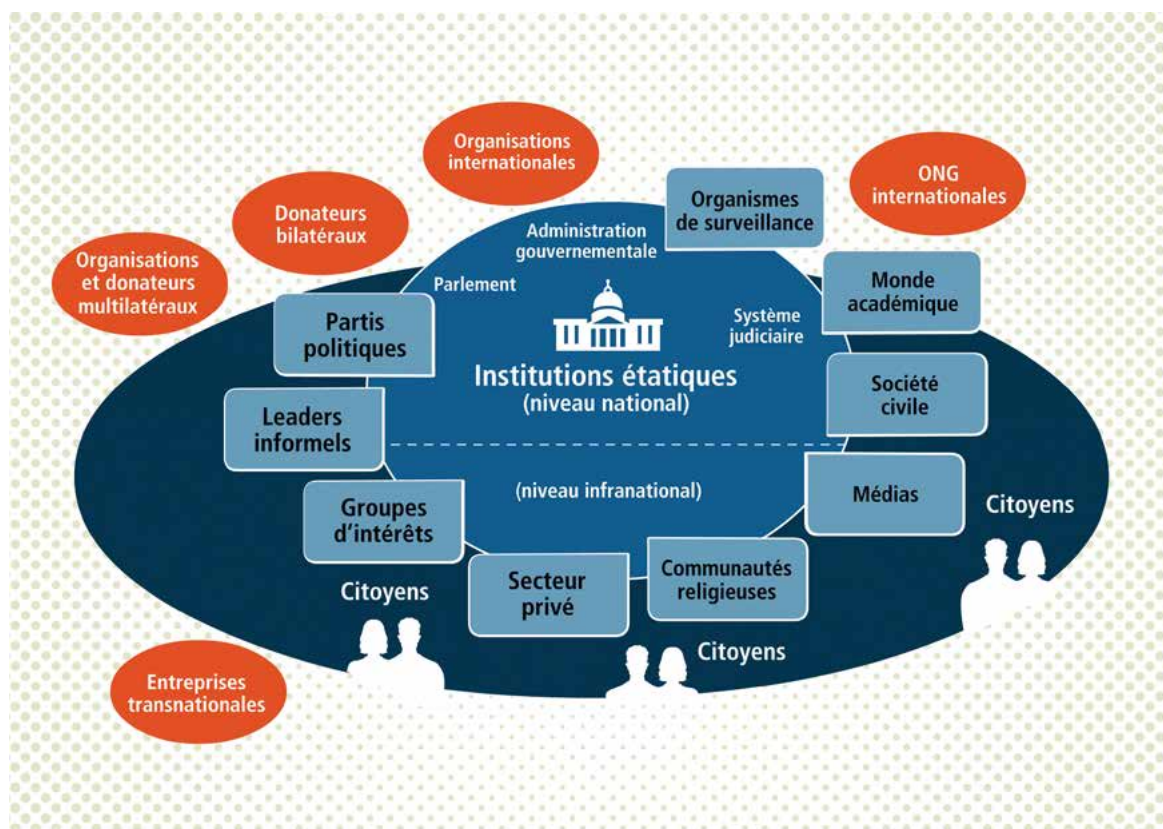 Organisations
internationales
ONG
internationales
Organismes
de surveillance
Donateurs
bilatéraux
Administration
gouvernementale
Organisations
et donateurs
multilatéraux
Parlement
Monde
académique
Partis
politiques
Système
judiciaire
Institutions étatiques
(niveau national)
Société
civile
Leaders
informels
(niveau infranational)
Médias
Groupes
d'intérêts
Citoyens
Secteur
privé
Communautés
religieuses
Citoyens
Citoyens
Entreprises
transnationales